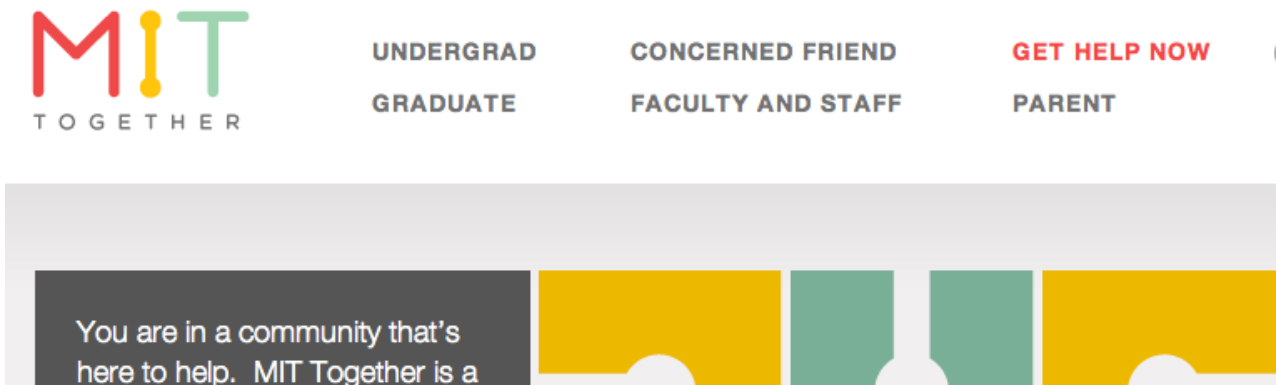 MIT
TOGETHER
UNDERGRAD
CONCERNED FRIEND
GET HELP NOW
GRADUATE
FACULTY AND STAFF
PARENT
You are in a community that's
here to help. MIT Together is a